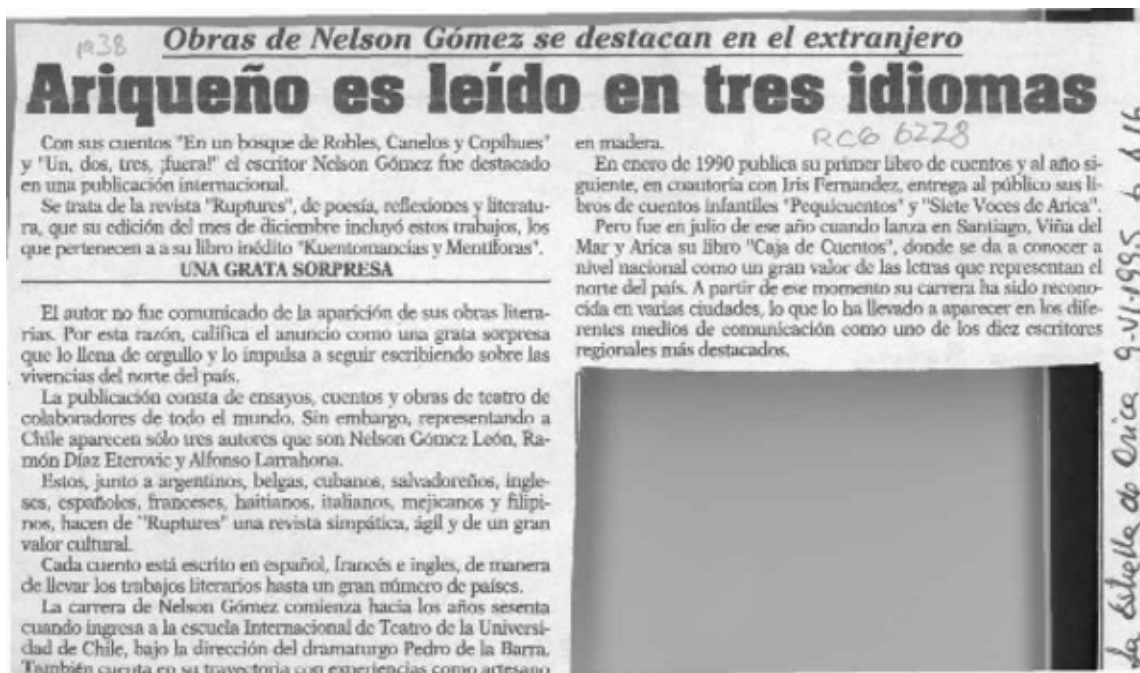 1938
Obras de Nelson Gómez se destacan en el extranjero
Ariqueño es leído en tres idiomas
Con sus cuentos "En un bosque de Robles, Canelos y Copihues"
y "Un, dos, tres, ¡fuera!" el escritor Nelson Gómez fue destacado
en una publicación internacional.
Se trata de la revista "Ruptures", de poesía, reflexiones y literatu-
ra, que su edición del mes de diciembre incluyó estos trabajos, los
que pertenecen a a su libro inédito "Kuentomancias y Mentiforas".
UNA GRATA SORPRESA
El autor no fue comunicado de la aparición de sus obras litera-
rias. Por esta razón, califica el anuncio como una grata sorpresa
que lo llena de orgullo y lo impulsa a seguir escribiendo sobre las
vivencias del norte del país.
La publicación consta de ensayos, cuentos y obras de teatro de
colaboradores de todo el mundo. Sin embargo, representando a
Chile aparecen sólo tres autores que son Nelson Gómez León, Ra-
món Díaz Eterovic y Alfonso Larrahona.
Estos, junto a argentinos, belgas, cubanos, salvadoreños, ingle-
ses, españoles, franceses, haitianos, italianos, mejicanos y filipi-
nos, hacen de "Ruptures" una revista simpática, ágil y de un gran
valor cultural.
Cada cuento está escrito en español, francés e ingles, de manera
de llevar los trabajos literarios hasta un gran número de países.
La carrera de Nelson Gómez comienza hacia los años sesenta
cuando ingresa a la escuela Internacional de Teatro de la Universi-
dad de Chile, bajo la dirección del dramaturgo Pedro de la Barra.
También cuenta en su trayectoria con experiencias como artesano
en madera.
RCG 6228
En enero de 1990 publica su primer libro de cuentos y al año si-
guiente, en coautoría con Iris Fernandez, entrega al público sus li-
bros de cuentos infantiles "Pequicuentos" y "Siete Voces de Arica".
Pero fue en julio de ese año cuando lanza en Santiago, Viña del
Mar y Arica su libro "Caja de Cuentos", donde se da a conocer a
nivel nacional como un gran valor de las letras que representan el
norte del país. A partir de ese momento su carrera ha sido recono-
cida en varias ciudades, lo que lo ha llevado a aparecer en los dife-
rentes medios de comunicación como uno de los diez escritores
regionales más destacados.
La Estrella de Arica 9-VI-1995 p. A 16